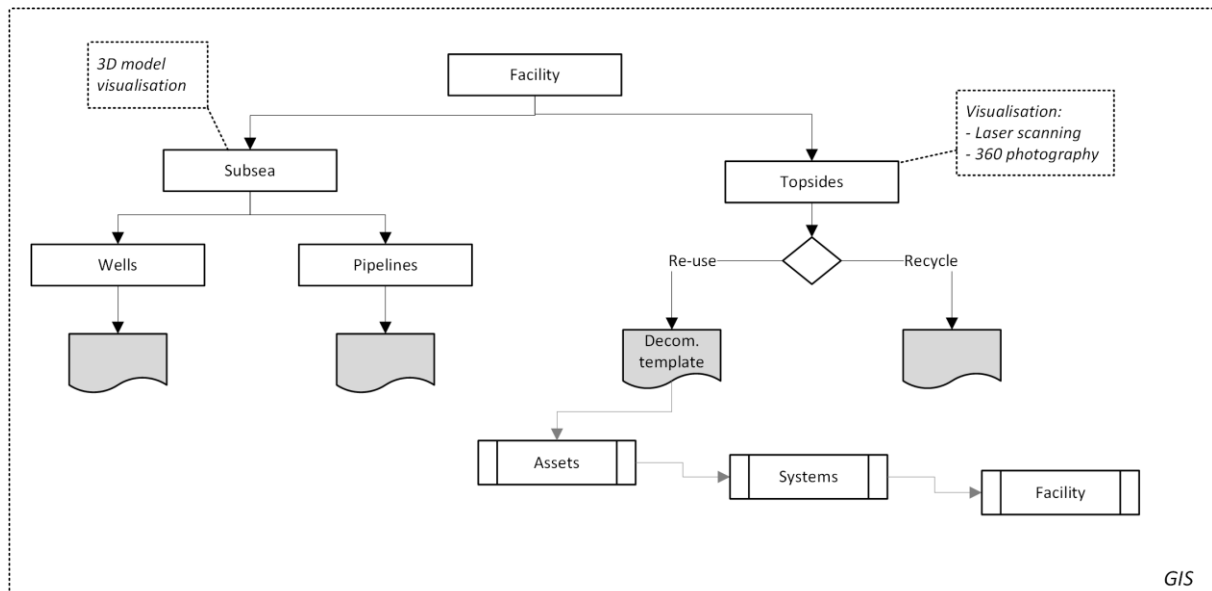 3D model
visualisation
Facility
Visualisation:
- Laser scanning
- 360 photography
Subsea
Topsides
Wells
Pipelines
Re-use
Recycle
Decom.
template
Assets
Systems
Facility
GIS